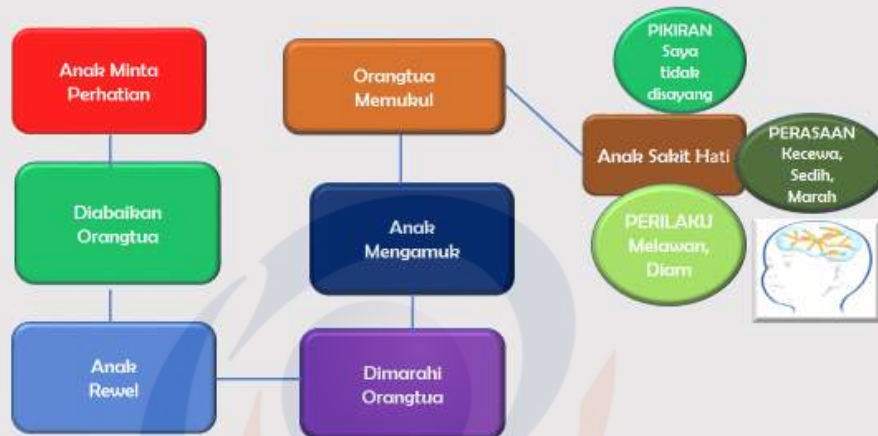 Anak Minta
Perhatian
Diabaikan
Orangtua
Anak
Rewel
Dimarahi
Orangtua
Anak
Mengamuk
Orangtua
Memukul
Anak Sakit Hati
PIKIRAN
Saya
tidak
disayang
PERASAAN
Kecewa,
Sedih,
Marah
PERILAKU
Melawan,
Diam